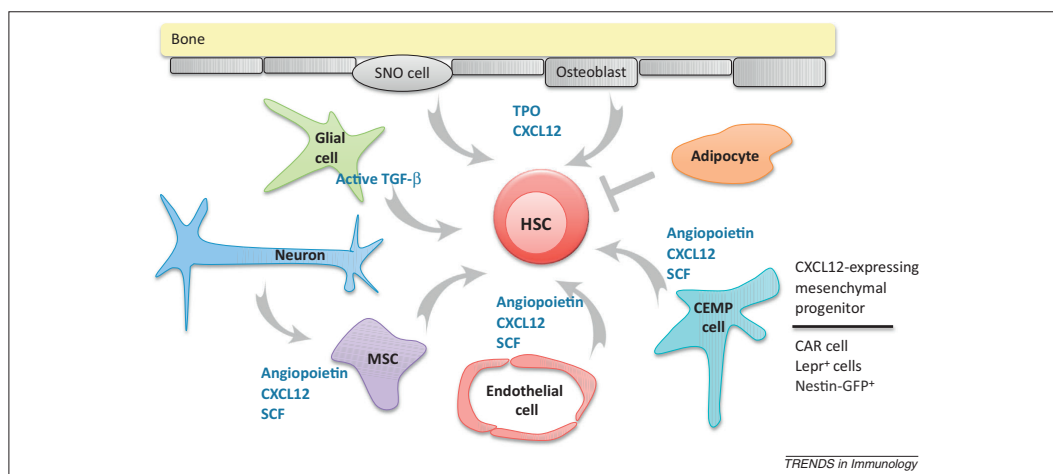 Bone
SNO cell
Osteoblast
TPO
CXCL12
Glial
cell
Active TGF-β
Adipocyte
HSC
Neuron
Angiopoietin
CXCL12
SCF
CEMP
cell
CXCL12-expressing
mesenchymal
progenitor
CAR cell
Lepr⁺ cells
Nestin-GFP⁺
Angiopoietin
CXCL12
SCF
MSC
Angiopoietin
CXCL12
SCF
Endothelial
cell
TRENDS in Immunology